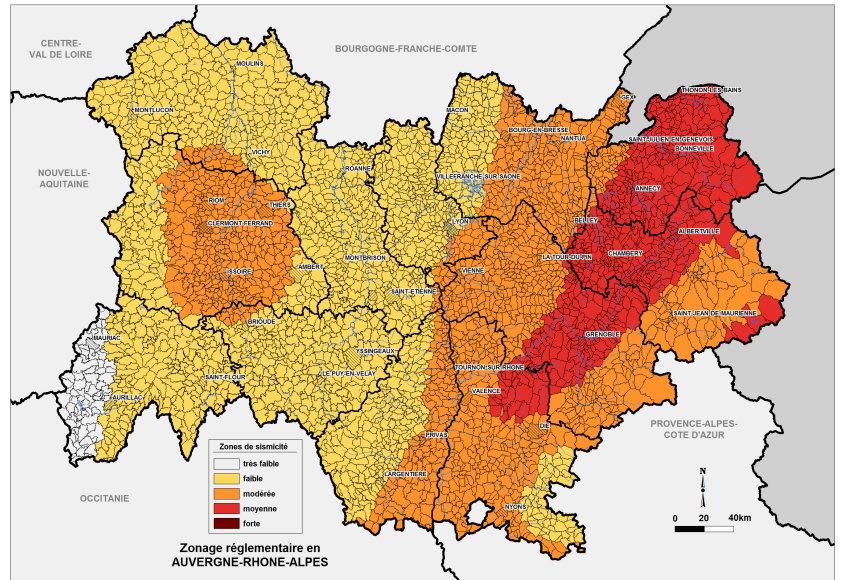 CENTRE-
VAL DE LOIRE
BOURGOGNE-FRANCHE-COMTE
MOULINS
MONTLUCON
THONON-LES-BAINS
GEX
MACON
BOURG-EN-BRESSE
NANTUA
SAINT-JULIEN-EN-GENEVOIS
BONNEVILLE
VICHY
ROANNE
NOUVELLE-
AQUITAINE
VILLEFRANCHE-SUR-SAONE
ANNECY
RIOM
THIERS
CLERMONT-FERRAND
LYON
BELLEY
ALBERTVILLE
MONTBRISON
LA-TOUR-DU-PIN
CHAMBERY
ISSOIRE
AMBERT
VIENNE
SAINT-ETIENNE
SAINT-JEAN DE MAURIENNE
BRIOUDE
GRENOBLE
MAURIAC
YSSINGEAUX
TOURNON-SUR-RHONE
SAINT-FLOUR
LE-PUY-EN-VELAY
VALENCE
AURILLAC
PROVENCE-ALPES-
COTE D'AZUR
DIE
PRIVAS
Zones de sismicité
très faible
faible
modérée
moyenne
forte
LARGENTIERE
N
OCCITANIE
NYONS
0 20 40km
Zonage réglementaire en
AUVERGNE-RHONE-ALPES